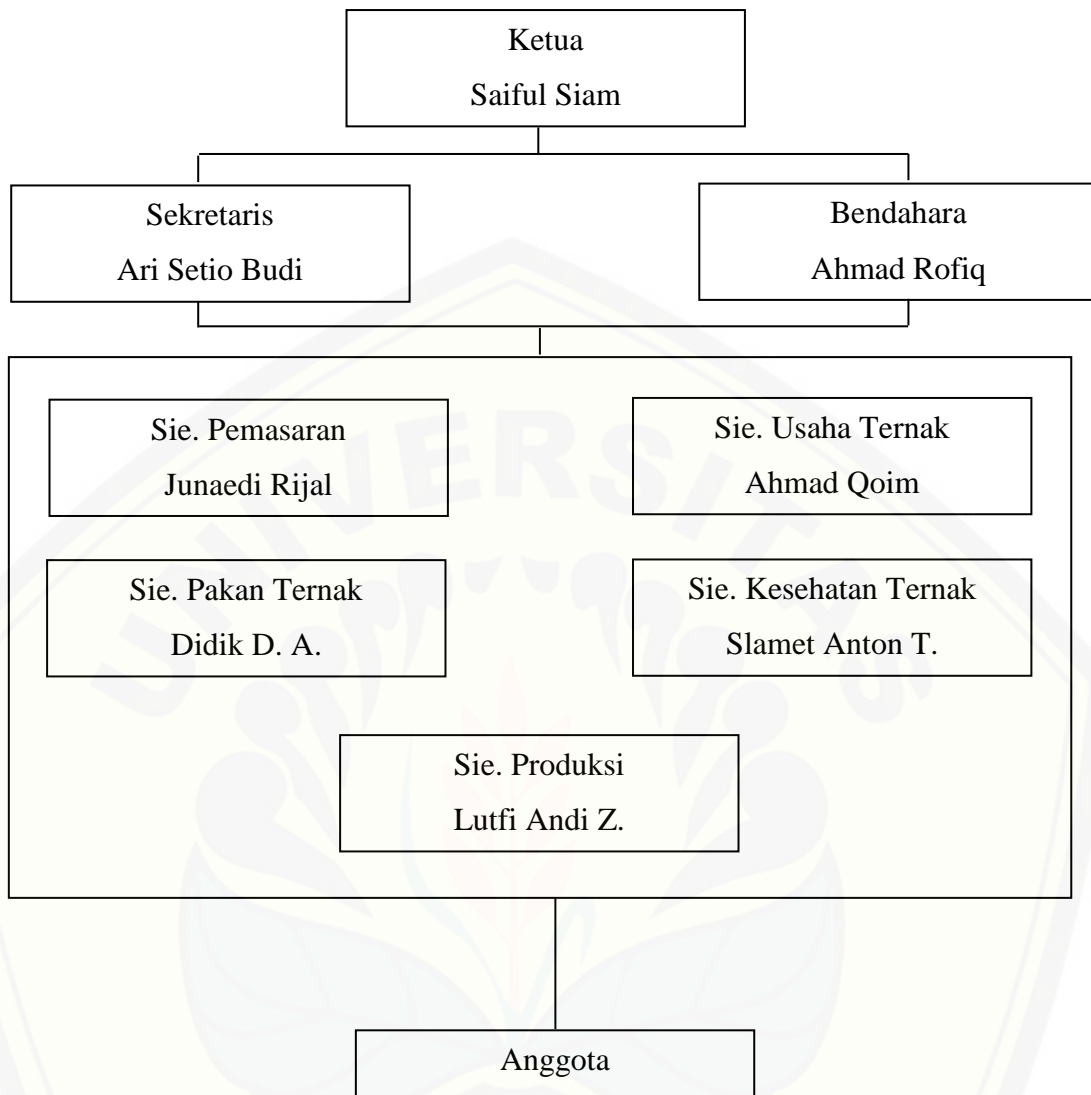 Ketua
Saiful Siam
Sekretaris
Ari Setio Budi
Bendahara
Ahmad Rofiq
Sie. Pemasaran
Junaedi Rijal
Sie. Usaha Ternak
Ahmad Qoim
Sie. Pakan Ternak
Didik D. A.
Sie. Kesehatan Ternak
Slamet Anton T.
Sie. Produksi
Lutfi Andi Z.
Anggota
UNIVERSITAS